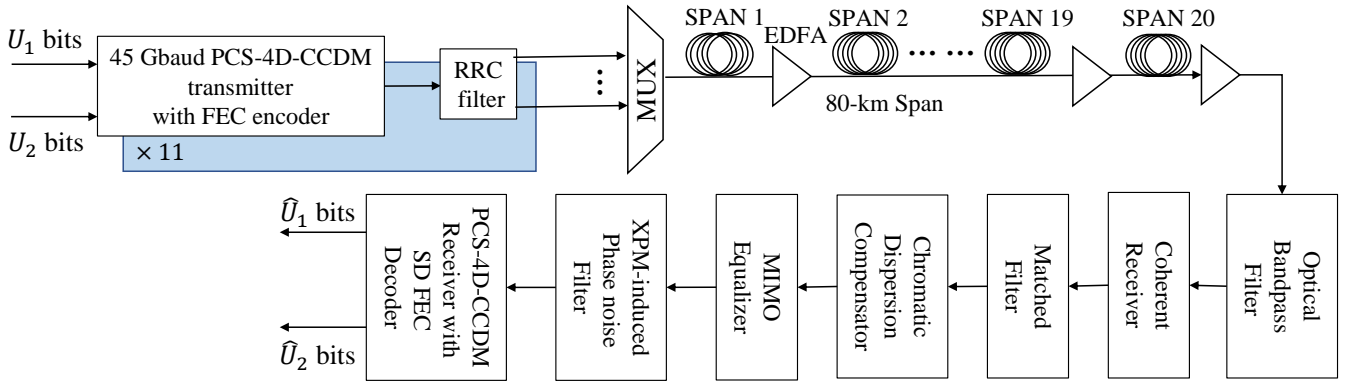 U₁ bits
U₂ bits
45 Gbaud PCS-4D-CCDM
transmitter
with FEC encoder
× 11
RRC
filter
MUX
SPAN 1
EDFA
SPAN 2
80-km Span
SPAN 19
SPAN 20
Optical
Bandpass
Filter
Coherent
Receiver
Matched
Filter
Chromatic
Dispersion
Compensator
MIMO
Equalizer
XPM-induced
Phase noise
Filter
PCS-4D-CCDM
Receiver with
SD FEC
Decoder
Û₁ bits
Û₂ bits